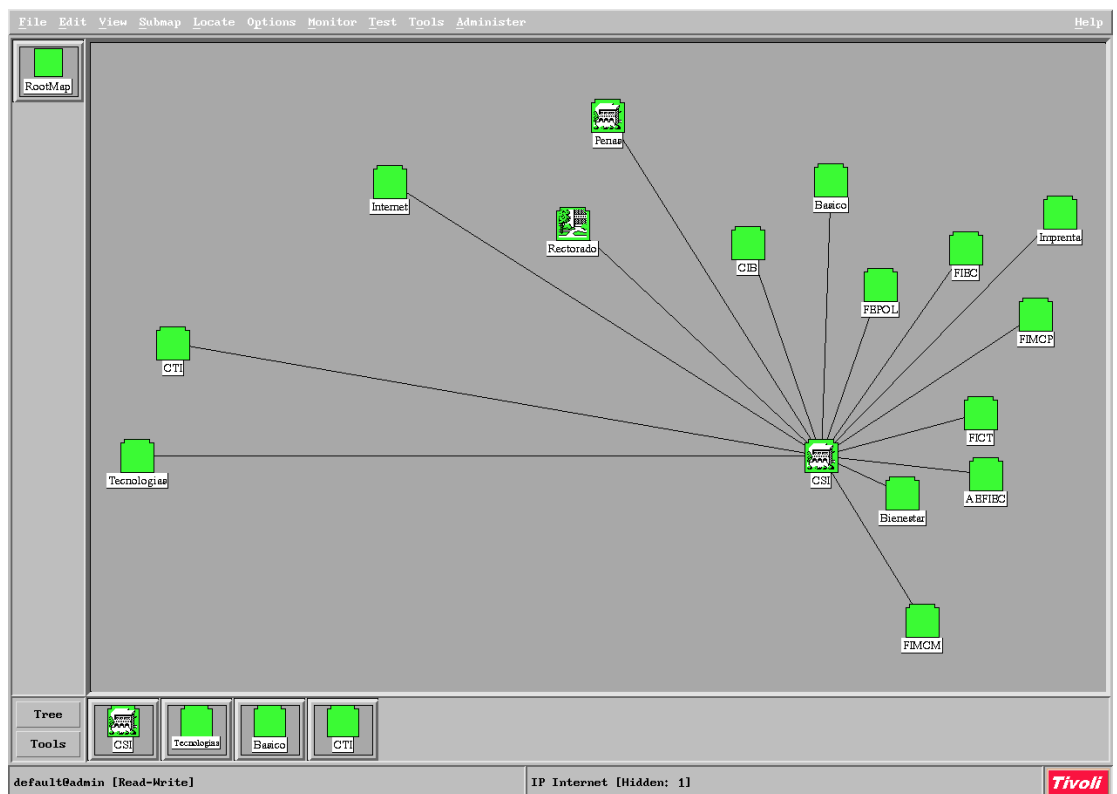 File Edit View Submap Locate Options Monitor Test Tools Administer Help
RootMap
Penas
Internet
Basico
Rectorado
Imprenta
CIB
FIEC
FEPOL
FIMCP
CTI
FICT
Tecnologias
CSI
AEFIEC
Bienestar
FIMCM
Tree
Tools
CSI
Tecnologias
Basico
CTI
default@admin [Read-Write]
IP Internet [Hidden: 1]
Tivoli